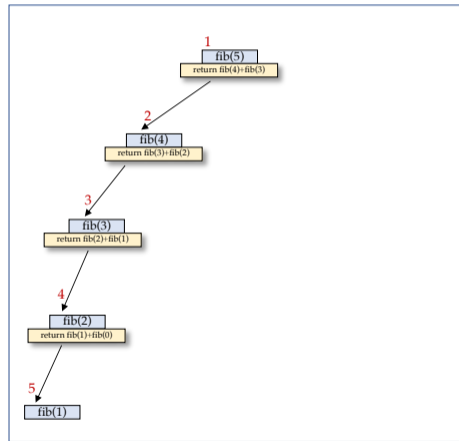 1
fib(5)
return fib(4)+fib(3)
2
fib(4)
return fib(3)+fib(2)
3
fib(3)
return fib(2)+fib(1)
4
fib(2)
return fib(1)+fib(0)
5
fib(1)